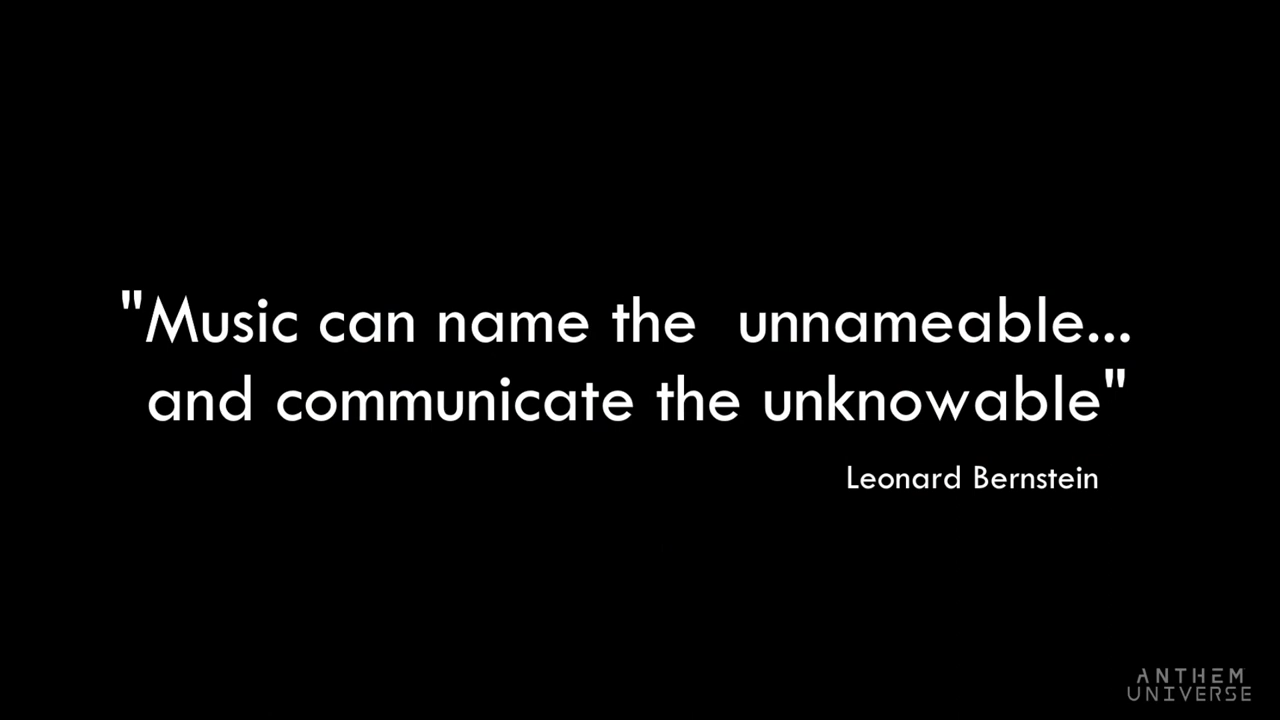 "Music can name the  unnameable...
and communicate the unknowable"
Leonard Bernstein
ANTHEM
UNIVERSE